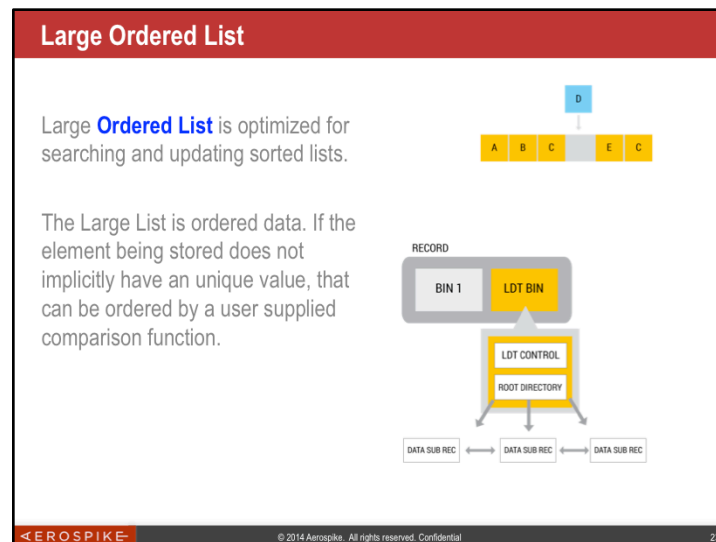 Large Ordered List
Large Ordered List is optimized for
searching and updating sorted lists.
The Large List is ordered data. If the
element being stored does not
implicitly have an unique value, that
can be ordered by a user supplied
comparison function.
D
A B C E C
RECORD
BIN 1 LDT BIN
LDT CONTROL
ROOT DIRECTORY
DATA SUB REC DATA SUB REC DATA SUB REC
AEROSPIKE
© 2014 Aerospike. All rights reserved. Confidential